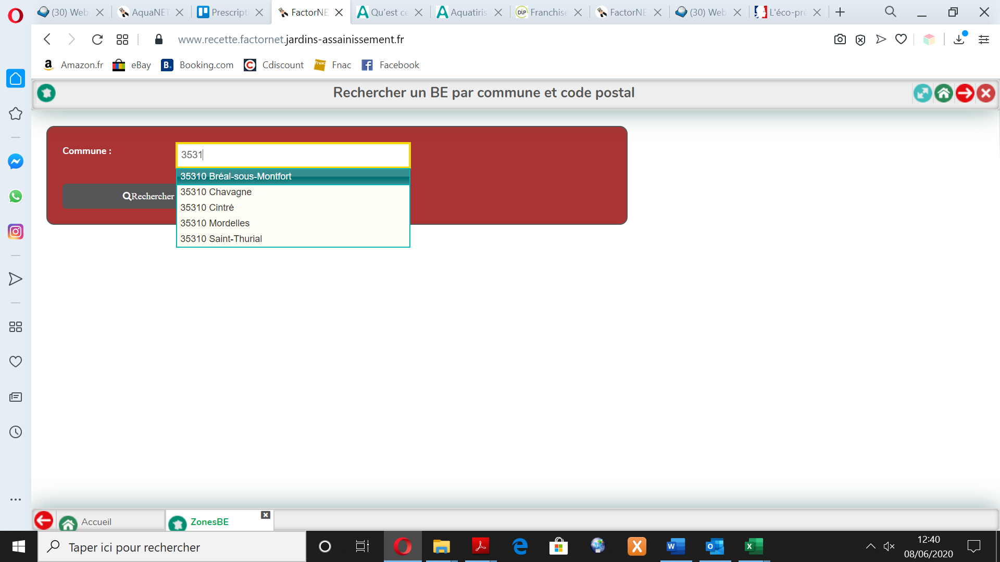 (30) Web
AquaNET
Prescripti
FactorNE
Qu'est ce
Aquatiris
Franchise
FactorNE
(30) Web
L'éco-pré
www.recette.factornet.jardins-assainissement.fr
Amazon.fr
eBay
Booking.com
Cdiscount
Fnac
Facebook
Rechercher un BE par commune et code postal
Commune :
3531
35310 Bréal-sous-Montfort
35310 Chavagne
35310 Cintré
35310 Mordelles
35310 Saint-Thurial
Rechercher
Accueil
ZonesBE
Taper ici pour rechercher
12:40
08/06/2020